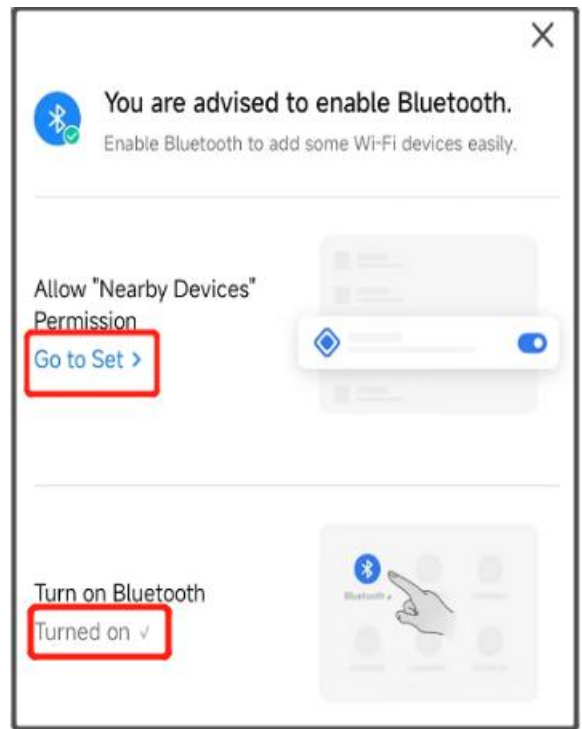 You are advised to enable Bluetooth.
Enable Bluetooth to add some Wi-Fi devices easily.
Allow "Nearby Devices"
Permission
Go to Set >
Turn on Bluetooth
Bluetooth
Turned on ✓